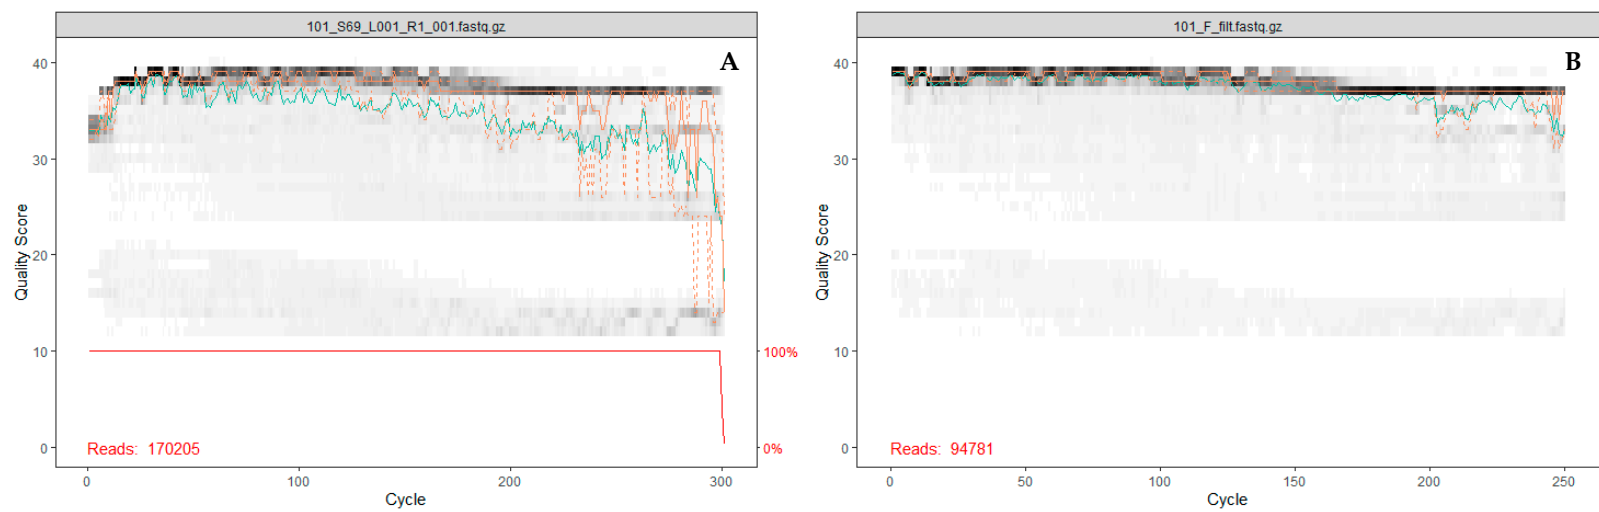 101_S69_L001_R1_001.fastq.gz
A
40
30
20
10
0
Quality Score
100%
0%
Reads: 170205
0
100
200
300
Cycle
101_F_filt.fastq.gz
B
40
30
20
10
0
Quality Score
Reads: 94781
0
50
100
150
200
250
Cycle